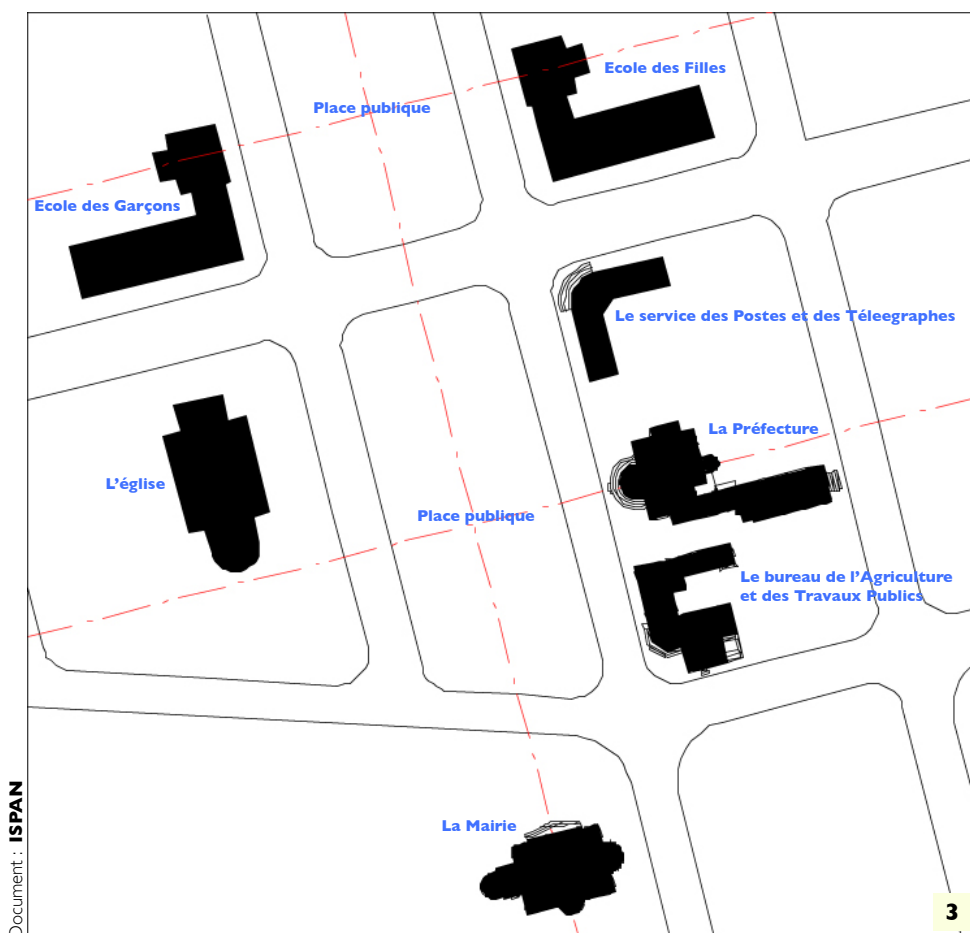 Ecole des Filles
Place publique
Ecole des Garçons
Le service des Postes et des Téleegraphes
La Préfecture
L'église
Place publique
Le bureau de l'Agriculture
et des Travaux Publics
La Mairie
Document : ISPAN
3